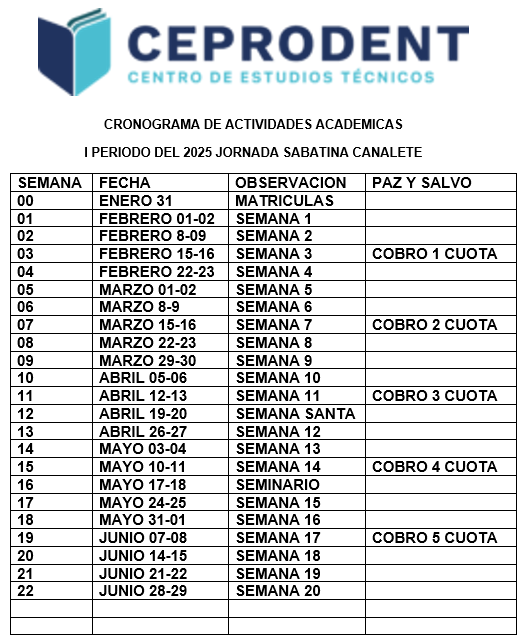 CEPRODENT
CENTRO DE ESTUDIOS TÉCNICOS
CRONOGRAMA DE ACTIVIDADES ACADEMICAS
I PERIODO DEL 2025 JORNADA SABATINA CANALETE
SEMANA FECHA OBSERVACION PAZ Y SALVO
00 ENERO 31 MATRICULAS
01 FEBRERO 01-02 SEMANA 1
02 FEBRERO 8-09 SEMANA 2
03 FEBRERO 15-16 SEMANA 3 COBRO 1 CUOTA
04 FEBRERO 22-23 SEMANA 4
05 MARZO 01-02 SEMANA 5
06 MARZO 8-9 SEMANA 6
07 MARZO 15-16 SEMANA 7 COBRO 2 CUOTA
08 MARZO 22-23 SEMANA 8
09 MARZO 29-30 SEMANA 9
10 ABRIL 05-06 SEMANA 10
11 ABRIL 12-13 SEMANA 11 COBRO 3 CUOTA
12 ABRIL 19-20 SEMANA SANTA
13 ABRIL 26-27 SEMANA 12
14 MAYO 03-04 SEMANA 13
15 MAYO 10-11 SEMANA 14 COBRO 4 CUOTA
16 MAYO 17-18 SEMINARIO
17 MAYO 24-25 SEMANA 15
18 MAYO 31-01 SEMANA 16
19 JUNIO 07-08 SEMANA 17 COBRO 5 CUOTA
20 JUNIO 14-15 SEMANA 18
21 JUNIO 21-22 SEMANA 19
22 JUNIO 28-29 SEMANA 20